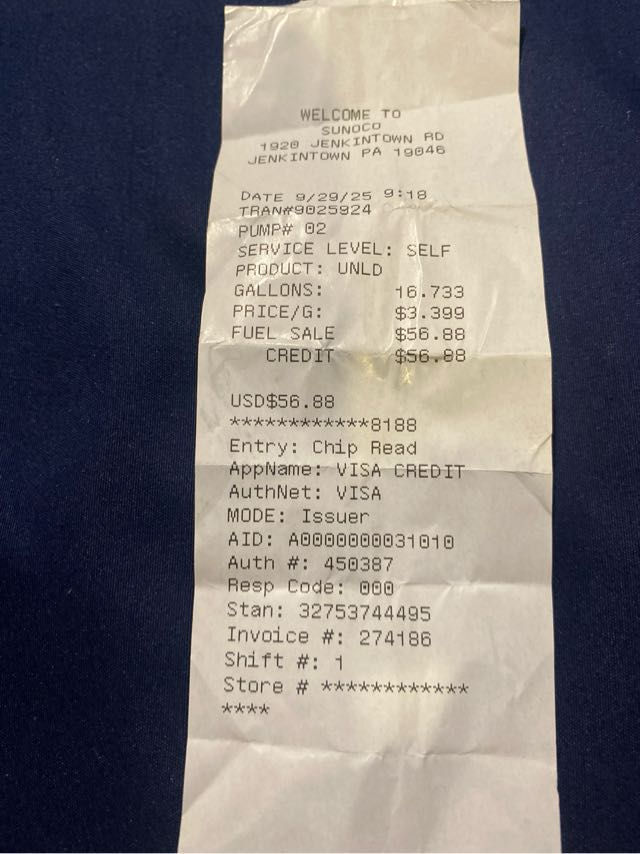 WELCOME TO
SUNOCO
1920 JENKINTOWN RD
JENKINTOWN PA 19046
DATE 9/29/25 9:18
TRAN#9025924
PUMP# 02
SERVICE LEVEL: SELF
PRODUCT: UNLD
GALLONS: 16.733
PRICE/G: $3.399
FUEL SALE $56.88
CREDIT $56.88
USD$56.88
************8188
Entry: Chip Read
AppName: VISA CREDIT
AuthNet: VISA
MODE: Issuer
AID: A0000000031010
Auth #: 450387
Resp Code: 000
Stan: 32753744495
Invoice #: 274186
Shift #: 1
Store # ************
****